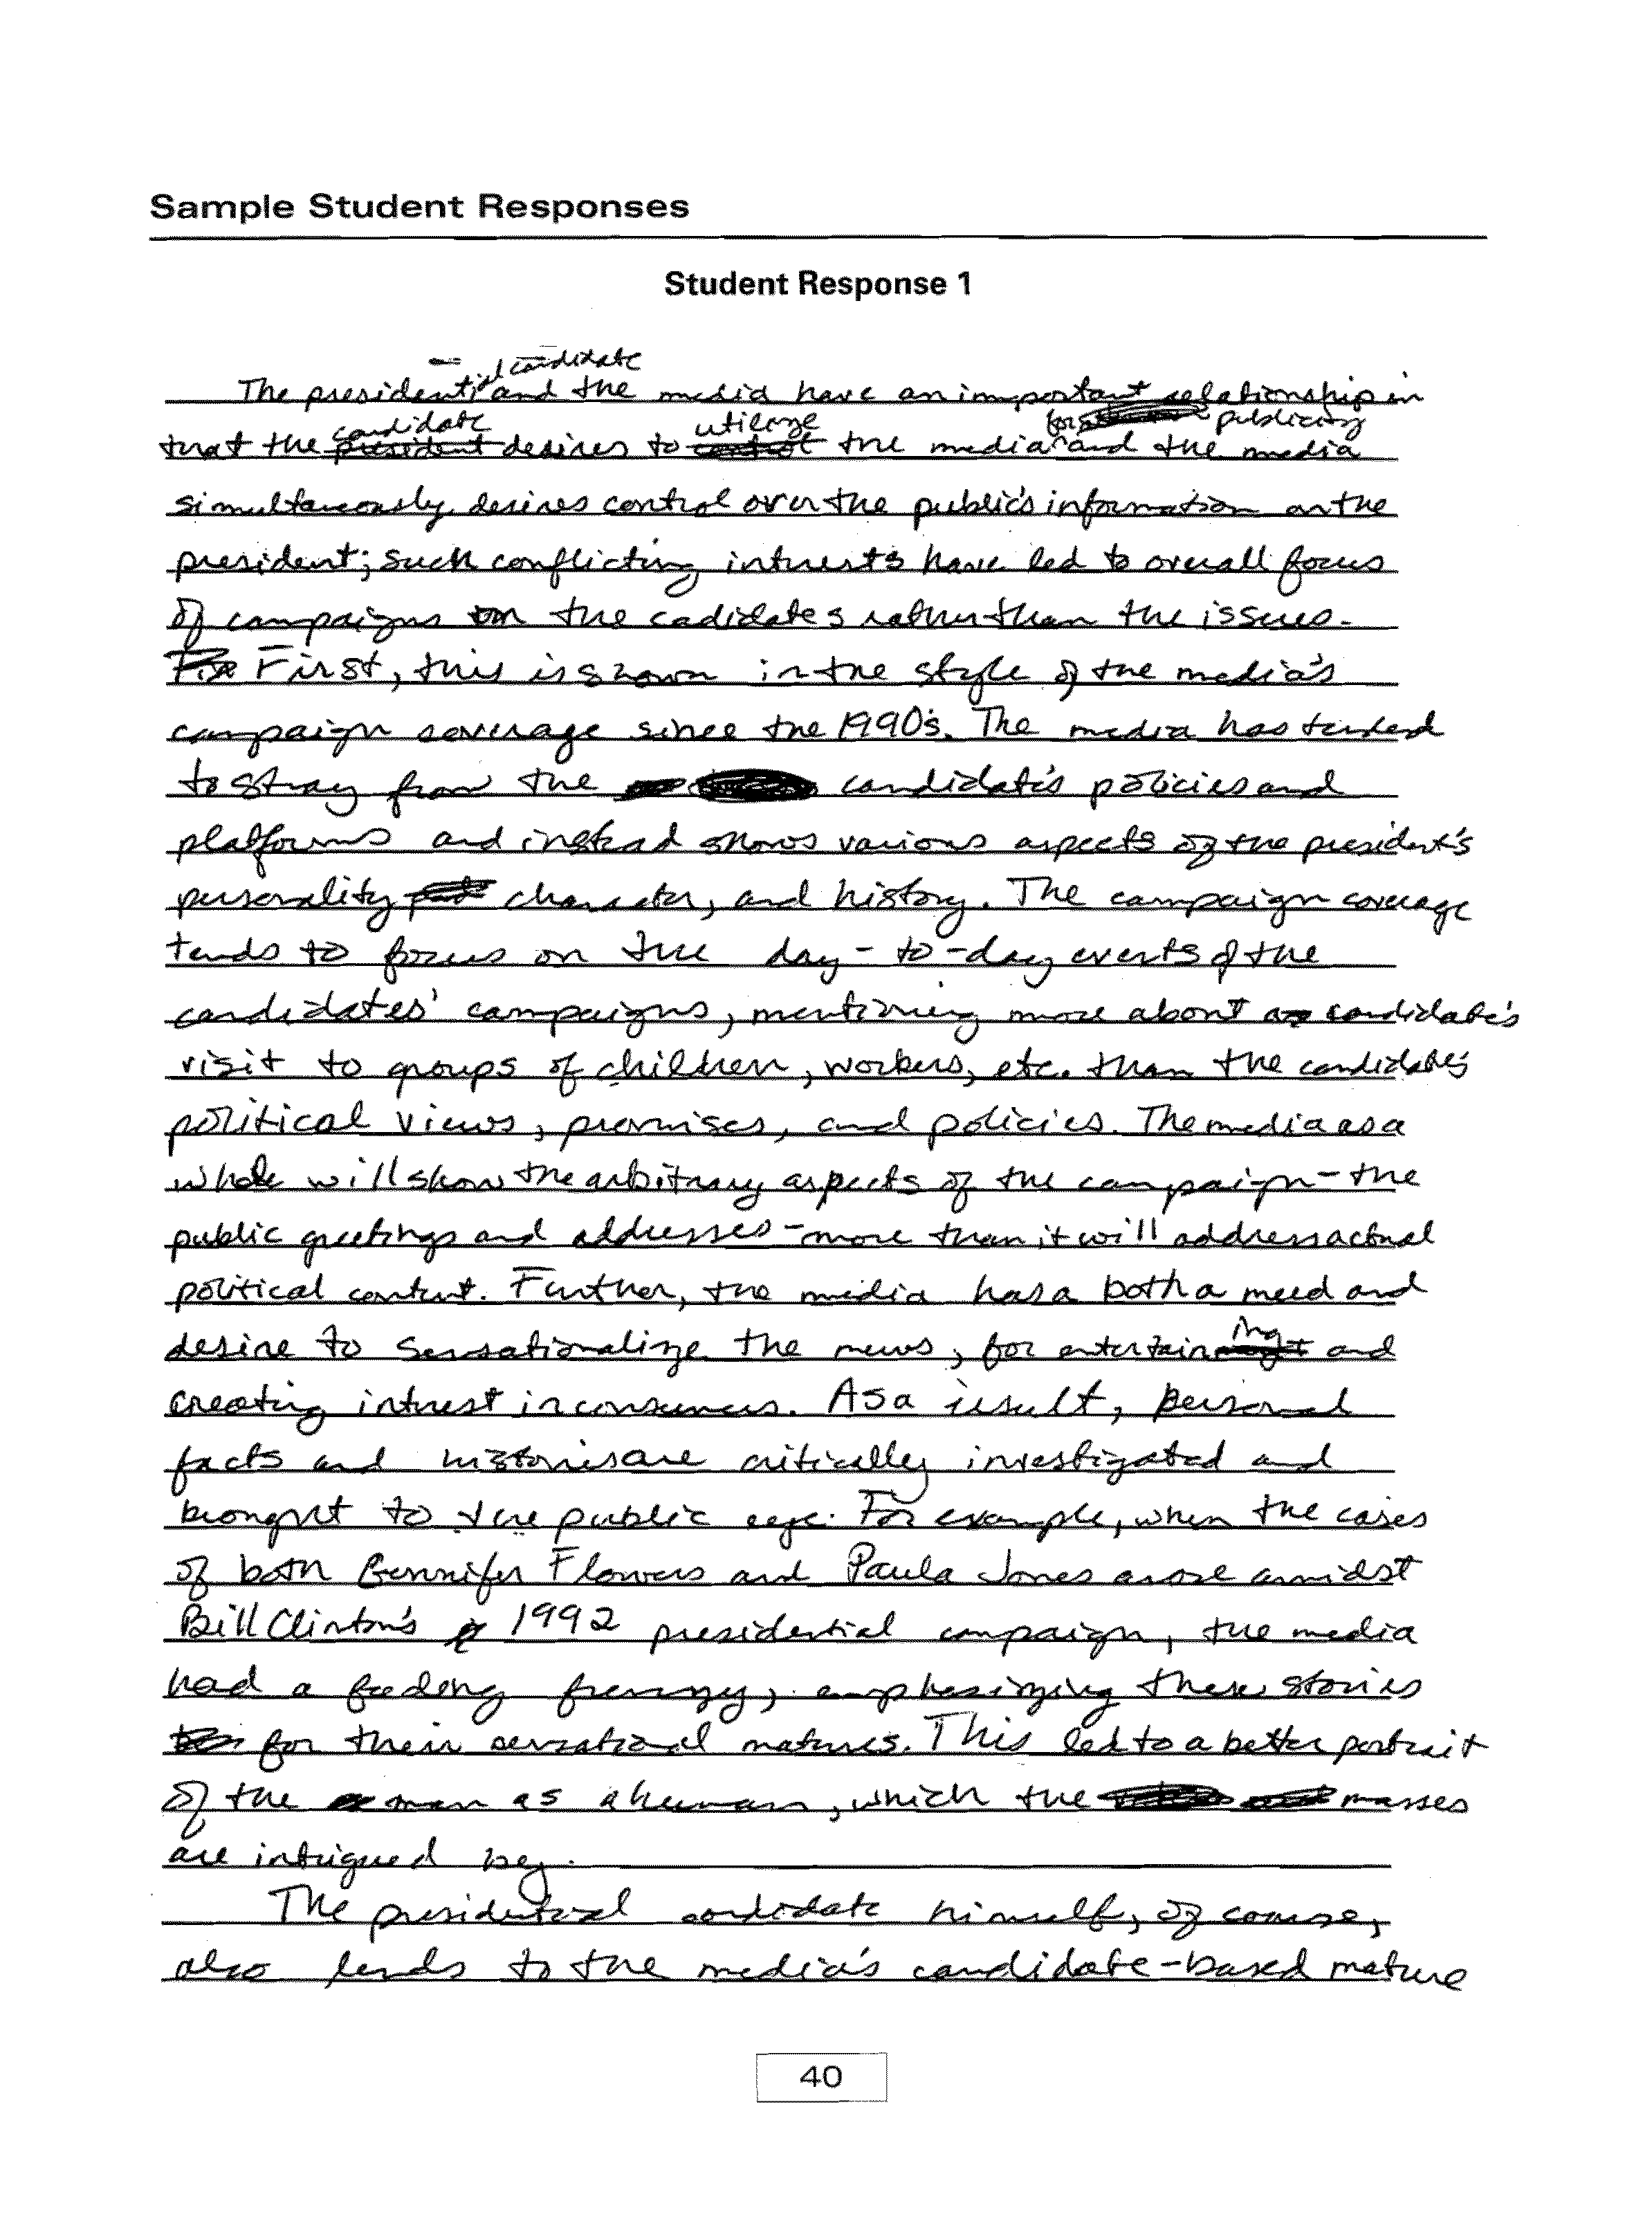 Sample Student Responses
Student Response 1
The presidential candidate and the media have an important relationship in
that the candidate desires to utilize the media for publicity and the media
simultaneously desires control over the public's information on the
president; such conflicting interests have led to overall focus
of campaigns on the cadidates rather than the issues.
First, this is shown in the style of the media's
campaign coverage since the 1990's. The media has tended
to stray from the candidate's policies and
platforms and instead shows various aspects of the president's
personality character, and history. The campaign coverage
tends to focus on the day-to-day events of the
candidates' campaigns, mentioning more about a candidate's
visit to groups of children, workers, etc. than the candidate's
political views, promises, and policies. The media as a
whole will show the arbitrary aspects of the campaign - the
public greetings and addresses - more than it will address actual
political content. Further, the media has a both a need and
desire to sensationalize the news, for entertaining and
creating interest in consumers. As a result, personal
facts and histories are critically investigated and
brought to the public eye. For example, when the cases
of both Gennifer Flowers and Paula Jones arose amidst
Bill Clinton's 1992 presidential campaign, the media
had a feeding frenzy, emphasizing these stories
for their sensational natures. This led to a better portrait
of the man as a human, which the masses
are intrigued by.
The presidential candidate himself, of course,
also lends to the media's candidate-based nature
40